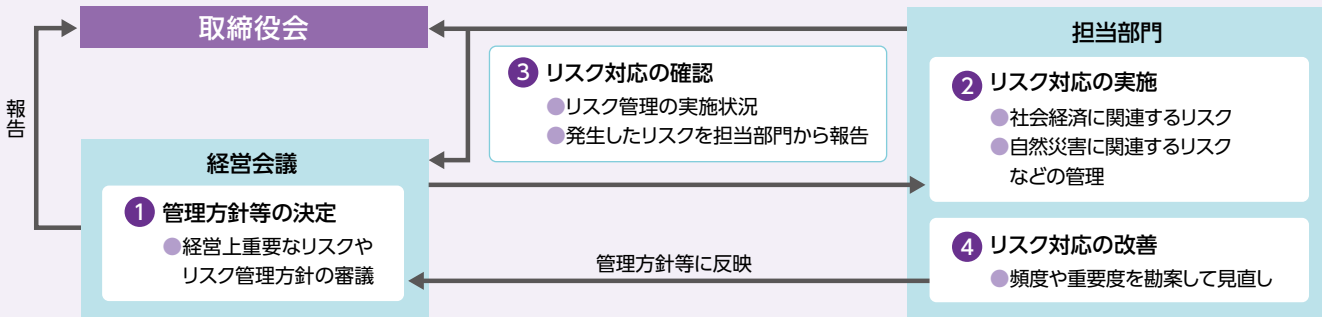 取締役会
報告
経営会議
1 管理方針等の決定
●経営上重要なリスクや
リスク管理方針の審議
3 リスク対応の確認
●リスク管理の実施状況
●発生したリスクを担当部門から報告
管理方針等に反映
担当部門
2 リスク対応の実施
●社会経済に関連するリスク
●自然災害に関連するリスク
などの管理
4 リスク対応の改善
●頻度や重要度を勘案して見直し